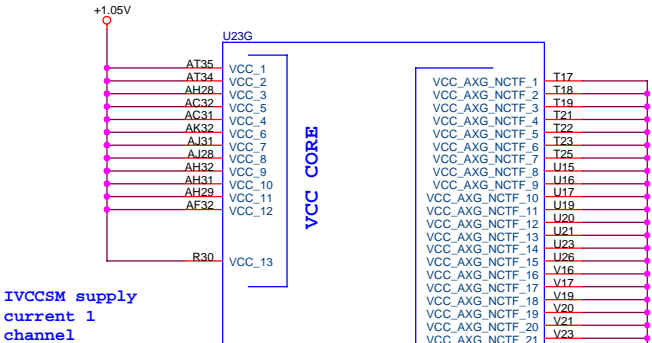 +1.05V
U23G
AT35 VCC_1
AT34 VCC_2
AH28 VCC_3
AC32 VCC_5
AC31 VCC_4
AK32 VCC_6
AJ31 VCC_7
AJ28 VCC_8
AH32 VCC_9
AH31 VCC_10
AH29 VCC_11
AF32 VCC_12
R30 VCC_13
VCC CORE
VCC_AXG_NCTF_1 T17
VCC_AXG_NCTF_2 T18
VCC_AXG_NCTF_3 T19
VCC_AXG_NCTF_4 T21
VCC_AXG_NCTF_5 T22
VCC_AXG_NCTF_6 T23
VCC_AXG_NCTF_7 T25
VCC_AXG_NCTF_8 U15
VCC_AXG_NCTF_9 U16
VCC_AXG_NCTF_10 U17
VCC_AXG_NCTF_11 U19
VCC_AXG_NCTF_12 U20
VCC_AXG_NCTF_13 U21
VCC_AXG_NCTF_14 U23
VCC_AXG_NCTF_15 U26
VCC_AXG_NCTF_16 V16
VCC_AXG_NCTF_17 V17
VCC_AXG_NCTF_18 V19
VCC_AXG_NCTF_19 V20
VCC_AXG_NCTF_20 V21
VCC_AXG_NCTF_21 V23
IVCCSM supply
current 1
channel